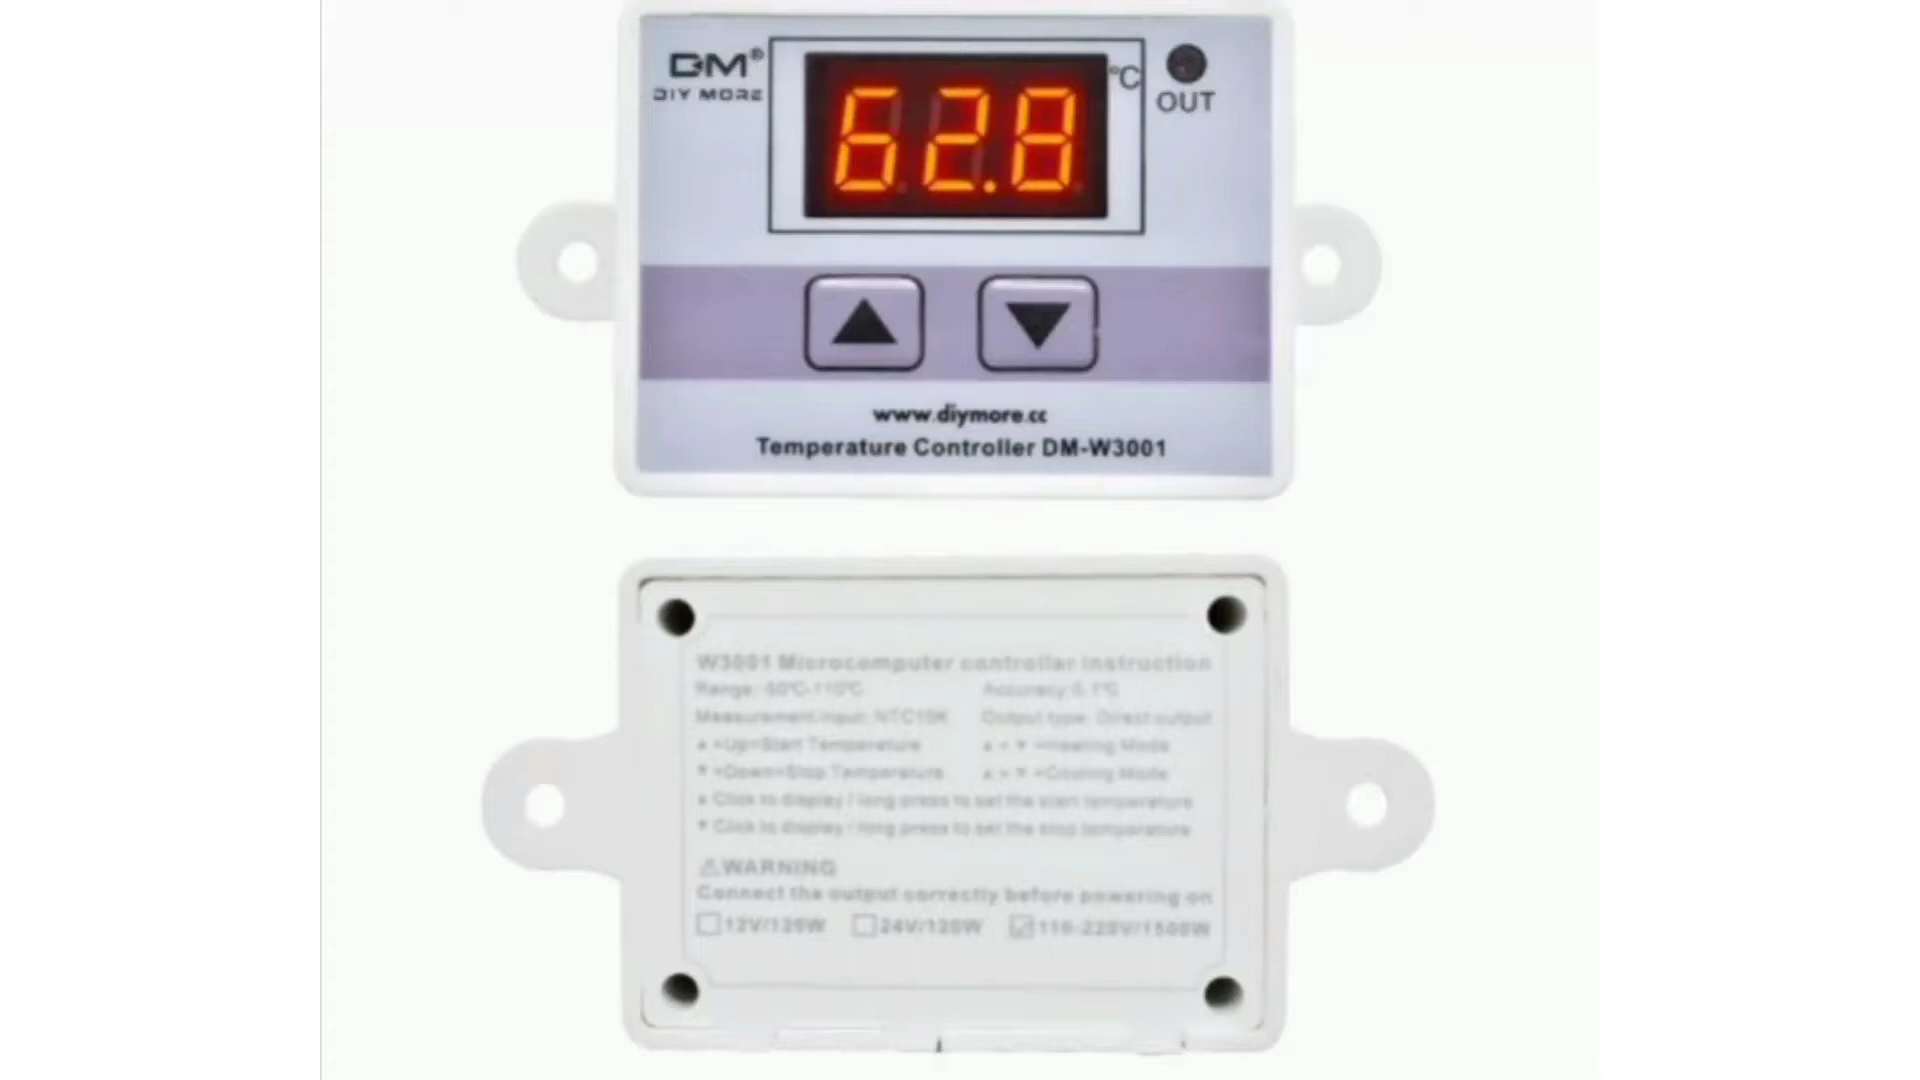 DM®
DIY MORE
62.8
°C
OUT
www.diymore.cc
Temperature Controller DM-W3001
W3001 Microcomputer controller instruction
Range:-50℃-110℃ Accuracy:0.1℃
Measurement input: NTC10K Output type: Direct output
▲ =Up=Start Temperature ▲ < ▼ =Heating Mode
▼ =Down=Stop Temperature ▲ > ▼ =Cooling Mode
▲ Click to display / long press to set the start temperature
▼ Click to display / long press to set the stop temperature
⚠WARNING
Connect the output correctly before powering on
☐12V/120W ☐24V/120W ☑110-220V/1500W